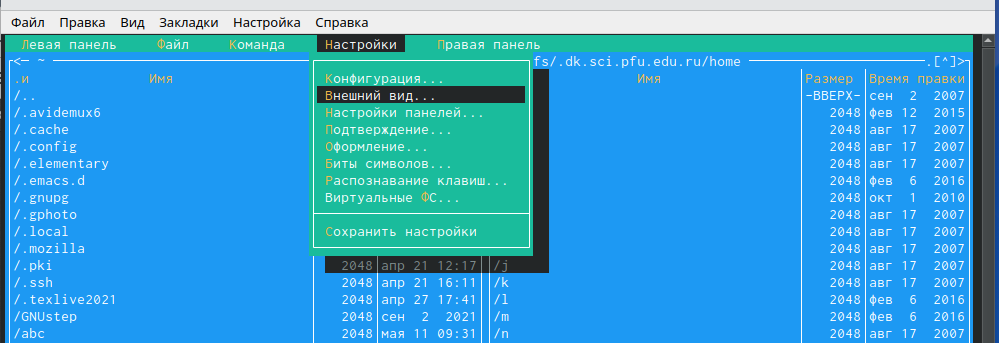 Файл Правка Вид Закладки Настройка Справка
Левая панель Файл Команда Настройки Правая панель
<─ ~ fs/.dk.sci.pfu.edu.ru/home .[^]>
.и Имя Конфигурация... Имя Размер Время правки
/.. Внешний вид... -ВВЕРХ- сен 2 2007
/.avidemux6 Настройки панелей... 2048 фев 12 2015
/.cache Подтверждение... 2048 авг 17 2007
/.config Оформление... 2048 авг 17 2007
/.elementary Биты символов... 2048 авг 17 2007
/.emacs.d Распознавание клавиш... 2048 фев 6 2016
/.gnupg Виртуальные ФС... 2048 окт 1 2010
/.gphoto 2048 авг 17 2007
/.local Сохранить настройки 2048 авг 17 2007
/.mozilla 2048 авг 17 2007
/.pki 2048 апр 21 12:17 /j 2048 авг 17 2007
/.ssh 2048 апр 21 16:11 /k 2048 авг 17 2007
/.texlive2021 2048 апр 27 17:41 /l 2048 фев 6 2016
/GNUstep 2048 сен 2 2021 /m 2048 фев 6 2016
/abc 2048 мая 11 09:31 /n 2048 авг 17 2007